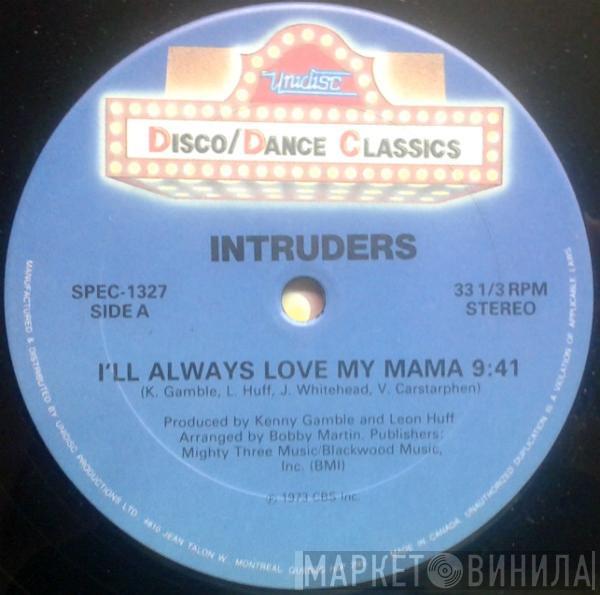 Unidisc
DISCO/DANCE CLASSICS
INTRUDERS
SPEC-1327
SIDE A
33 1/3 RPM
STEREO
I'LL ALWAYS LOVE MY MAMA 9:41
(K. Gamble, L. Huff, J. Whitehead, V. Carstarphen)
Produced by Kenny Gamble and Leon Huff
Arranged by Bobby Martin. Publishers:
Mighty Three Music/Blackwood Music,
Inc. (BMI)
℗ 1973 CBS Inc.
MANUFACTURED & DISTRIBUTED BY UNIDISC PRODUCTIONS LTD. 4810 JEAN TALON W. MONTREAL QUEBEC
MADE IN CANADA. UNAUTHORIZED DUPLICATION IS A VIOLATION OF APPLICABLE LAWS
МАРКЕТ ВИНИЛА